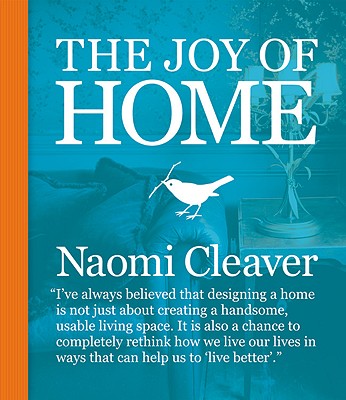 THE JOY OF
HOME
Naomi Cleaver
“I’ve always believed that designing a home
is not just about creating a handsome,
usable living space. It is also a chance to
completely rethink how we live our lives in
ways that can help us to ‘live better’.”